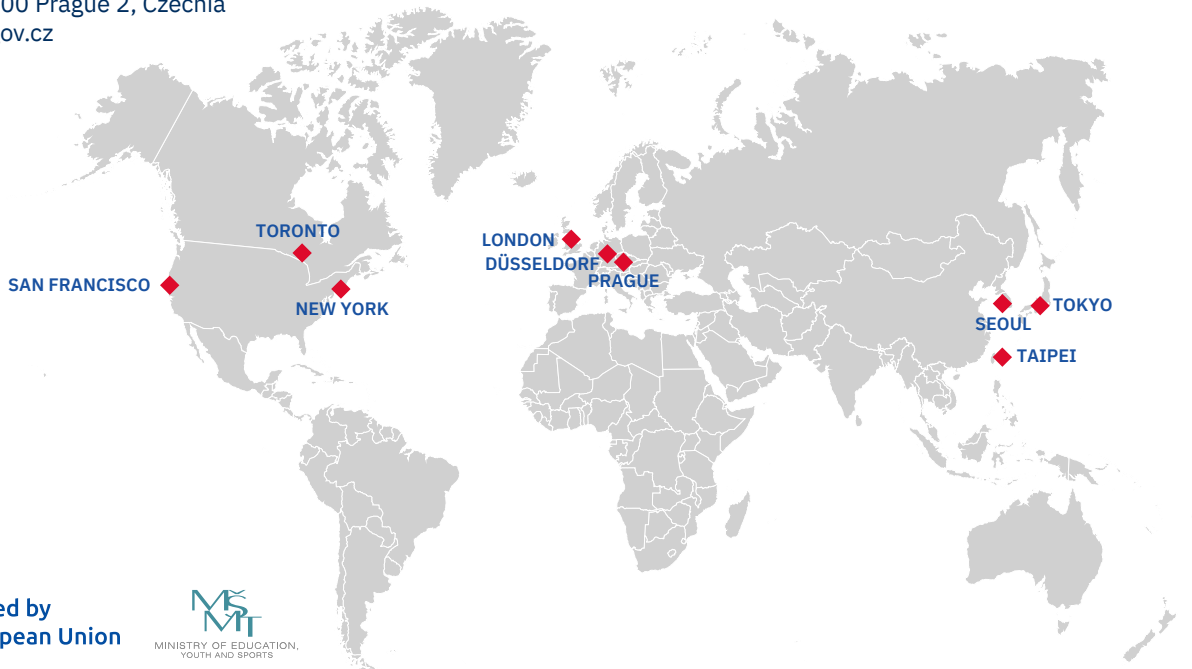 00 Prague 2, Czechia
ov.cz
TORONTO
LONDON
DÜSSELDORF
PRAGUE
SAN FRANCISCO
NEW YORK
TOKYO
SEOUL
TAIPEI
ed by
pean Union
MŠMT
MINISTRY OF EDUCATION,
YOUTH AND SPORTS